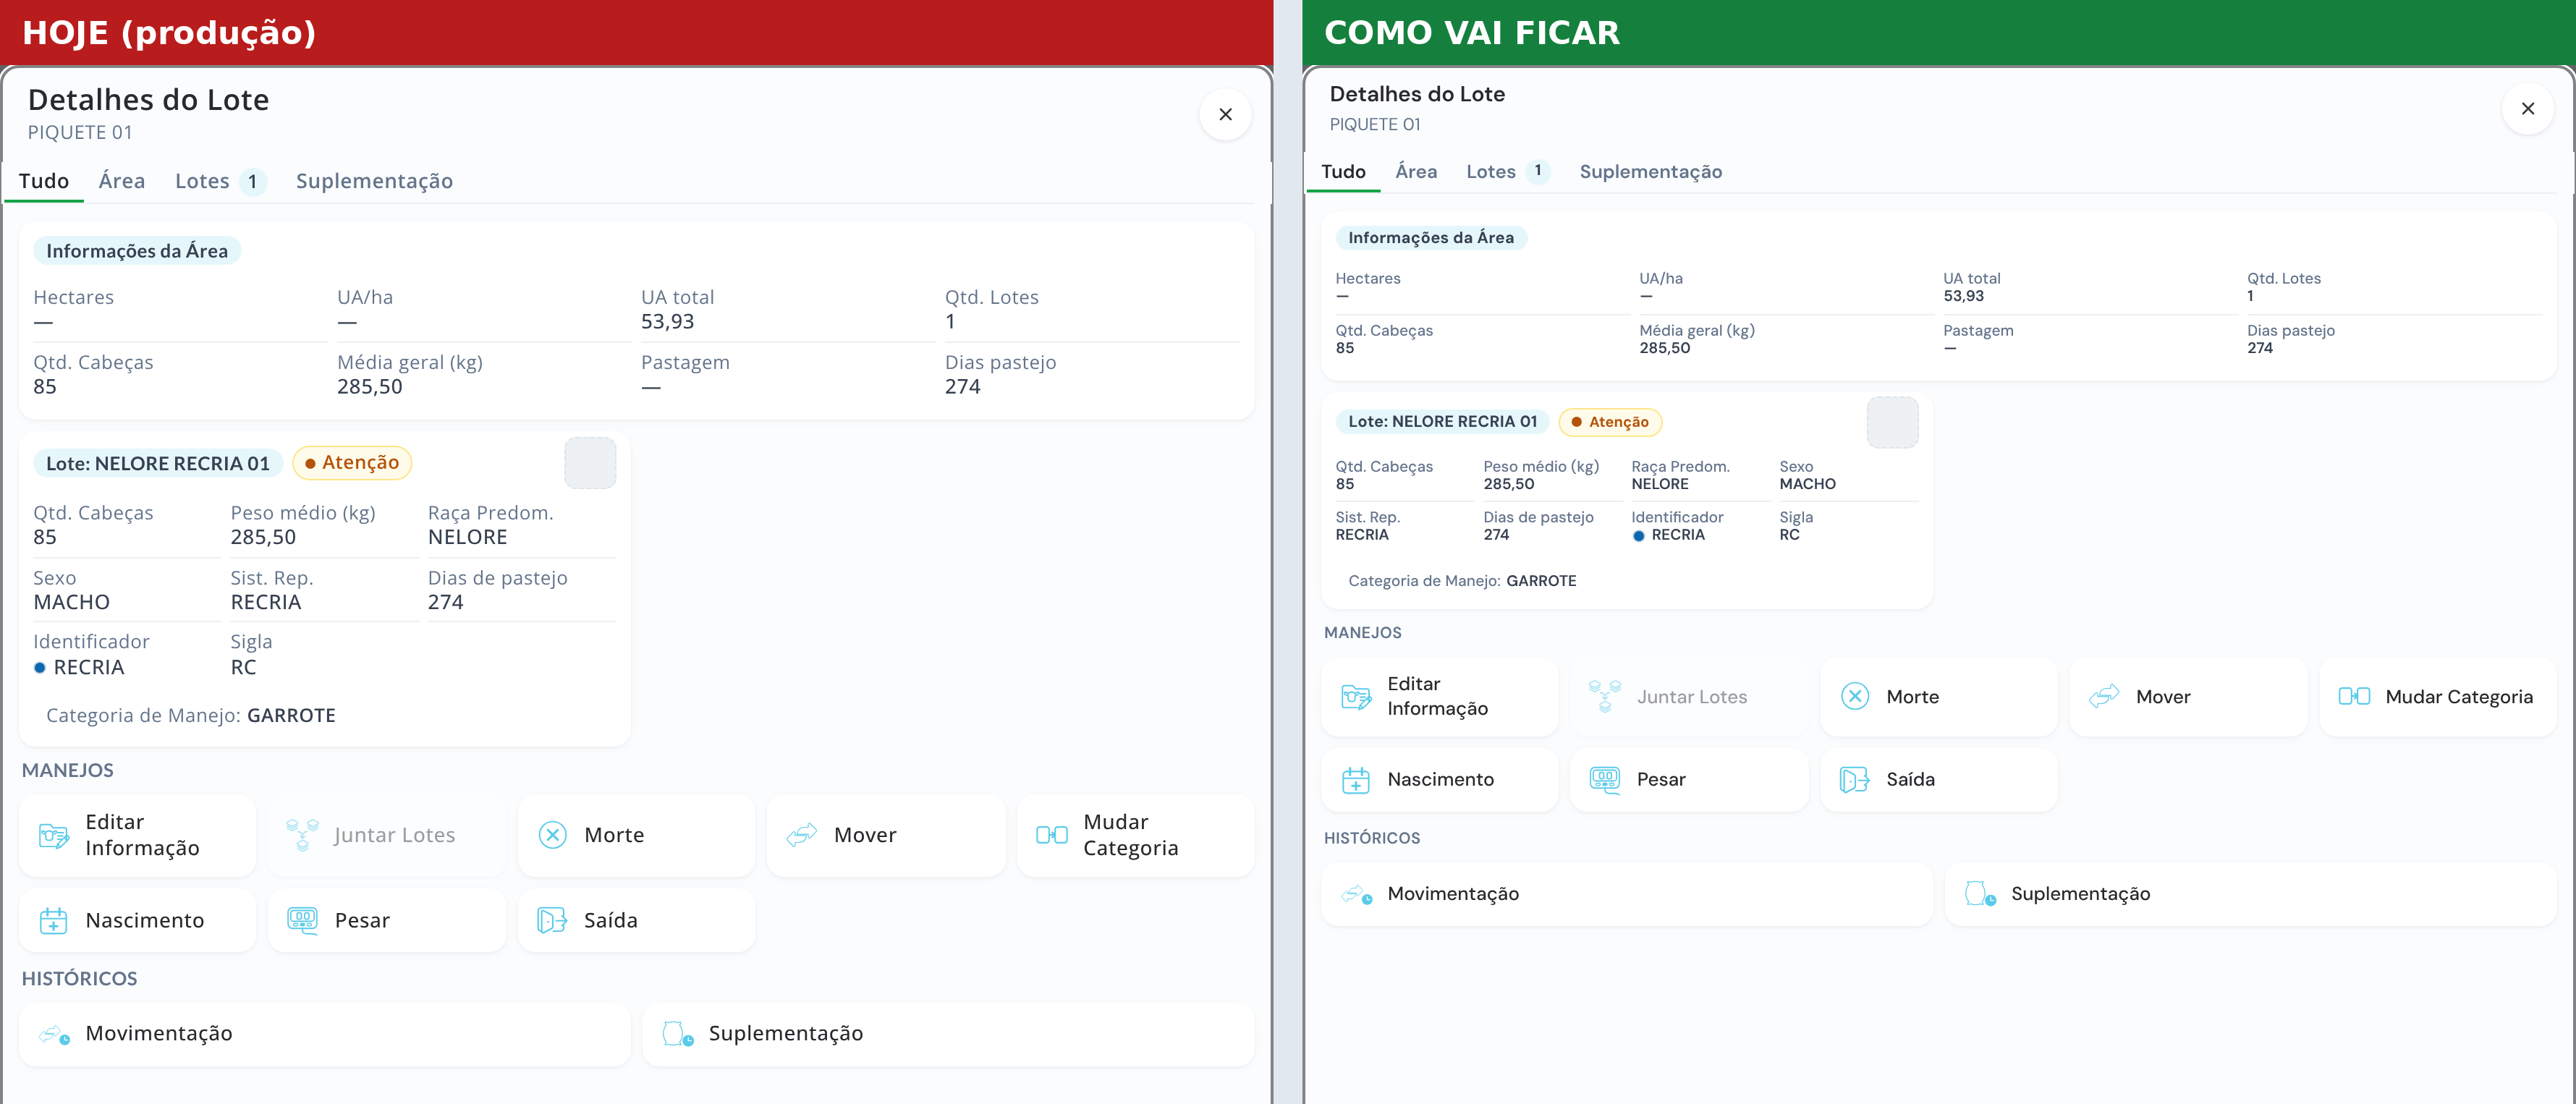 HOJE (produção)
Detalhes do Lote
PIQUETE 01
Tudo Área Lotes 1 Suplementação
Informações da Área
Hectares UA/ha UA total Qtd. Lotes
— — 53,93 1
Qtd. Cabeças Média geral (kg) Pastagem Dias pastejo
85 285,50 — 274
Lote: NELORE RECRIA 01 Atenção
Qtd. Cabeças Peso médio (kg) Raça Predom.
85 285,50 NELORE
Sexo Sist. Rep. Dias de pastejo
MACHO RECRIA 274
Identificador Sigla
RECRIA RC
Categoria de Manejo: GARROTE
MANEJOS
Editar
Informação
Juntar Lotes
Morte
Mover
Mudar
Categoria
Nascimento
Pesar
Saída
HISTÓRICOS
Movimentação
Suplementação
COMO VAI FICAR
Detalhes do Lote
PIQUETE 01
Tudo Área Lotes 1 Suplementação
Informações da Área
Hectares UA/ha UA total Qtd. Lotes
— — 53,93 1
Qtd. Cabeças Média geral (kg) Pastagem Dias pastejo
85 285,50 — 274
Lote: NELORE RECRIA 01 Atenção
Qtd. Cabeças Peso médio (kg) Raça Predom. Sexo
85 285,50 NELORE MACHO
Sist. Rep. Dias de pastejo Identificador Sigla
RECRIA 274 RECRIA RC
Categoria de Manejo: GARROTE
MANEJOS
Editar
Informação
Juntar Lotes
Morte
Mover
Mudar Categoria
Nascimento
Pesar
Saída
HISTÓRICOS
Movimentação
Suplementação